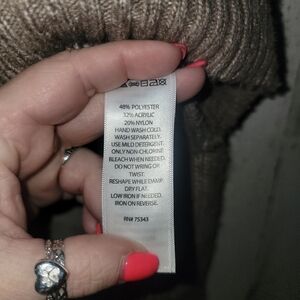 48% POLYESTER
32% ACRYLIC
20% NYLON
HAND WASH COLD.
WASH SEPARATELY.
USE MILD DETERGENT.
ONLY NON-CHLORINE
BLEACH WHEN NEEDED.
DO NOT WRING OR
TWIST.
RESHAPE WHILE DAMP.
DRY FLAT.
LOW IRON IF NEEDED.
IRON ON REVERSE.
RN# 75343